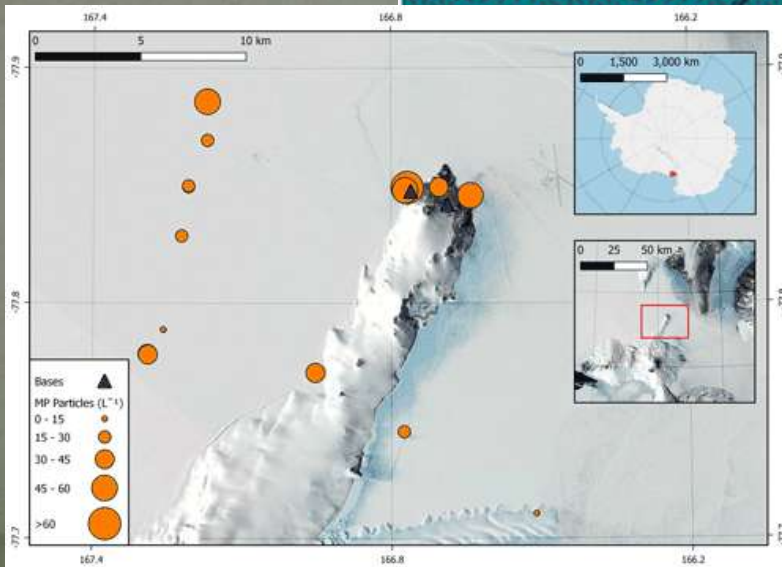 167.4 166.8 166.2
0 5 10 km
-77.9
0 1,500 3,000 km
-77.8
0 25 50 km
Bases
MP Particles (L⁻¹)
0 - 15
15 - 30
30 - 45
45 - 60
>60
-77.7
167.4 166.8 166.2